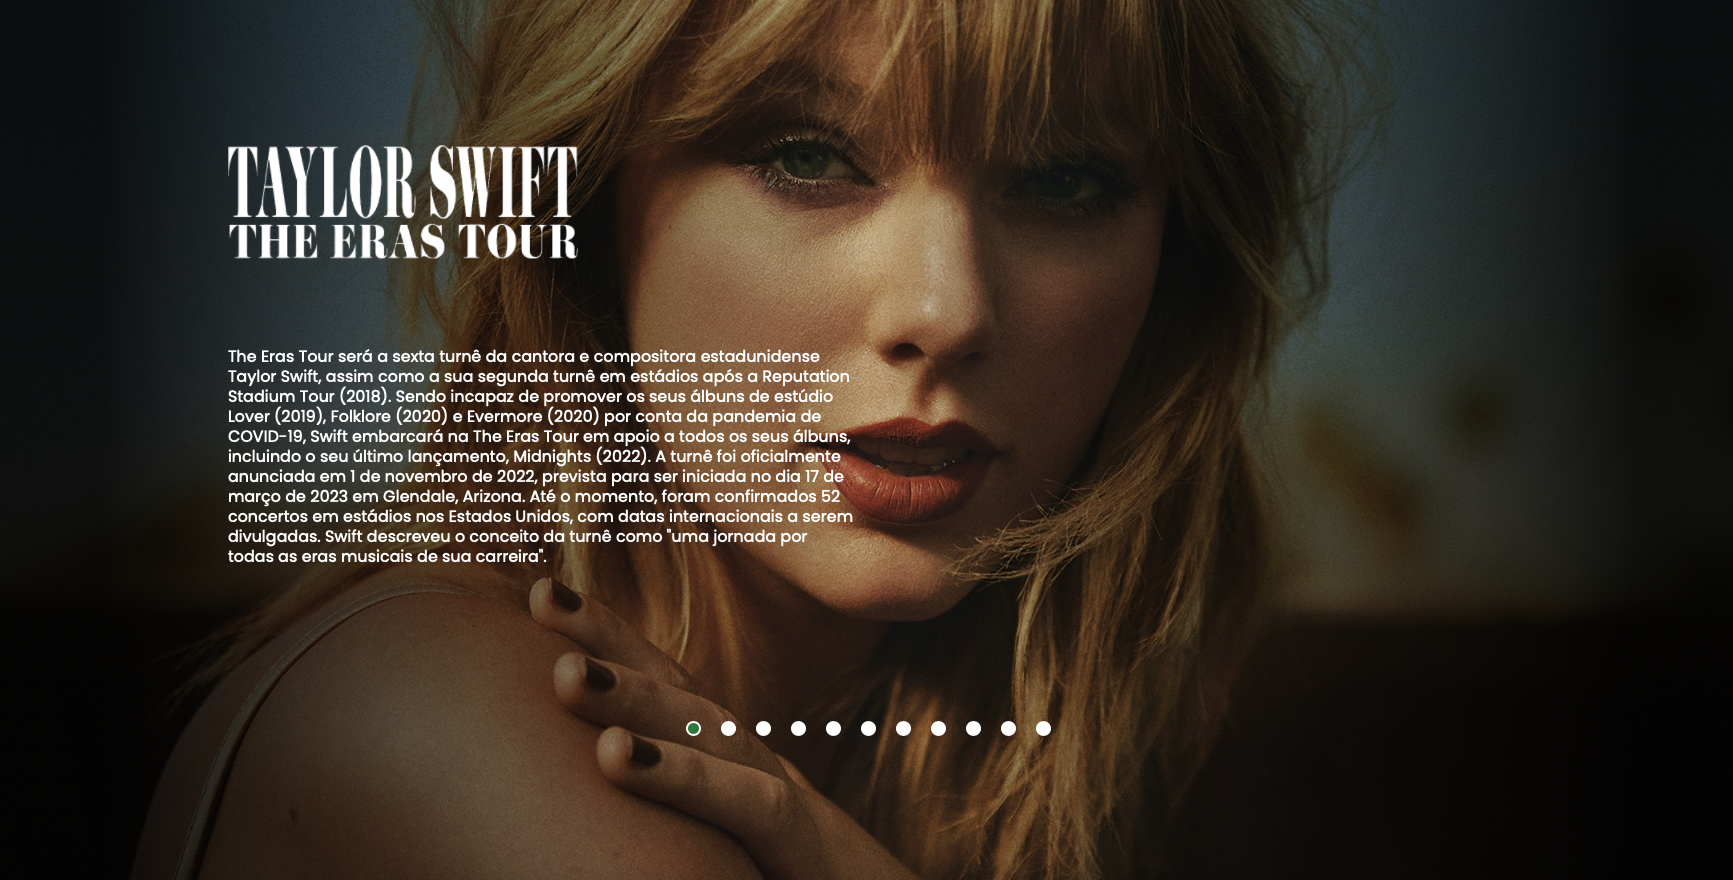 TAYLOR SWIFT
THE ERAS TOUR
The Eras Tour será a sexta turnê da cantora e compositora estadunidense
Taylor Swift, assim como a sua segunda turnê em estádios após a Reputation
Stadium Tour (2018). Sendo incapaz de promover os seus álbuns de estúdio
Lover (2019), Folklore (2020) e Evermore (2020) por conta da pandemia de
COVID-19, Swift embarcará na The Eras Tour em apoio a todos os seus álbuns,
incluindo o seu último lançamento, Midnights (2022). A turnê foi oficialmente
anunciada em 1 de novembro de 2022, prevista para ser iniciada no dia 17 de
março de 2023 em Glendale, Arizona. Até o momento, foram confirmados 52
concertos em estádios nos Estados Unidos, com datas internacionais a serem
divulgadas. Swift descreveu o conceito da turnê como "uma jornada por
todas as eras musicais de sua carreira".